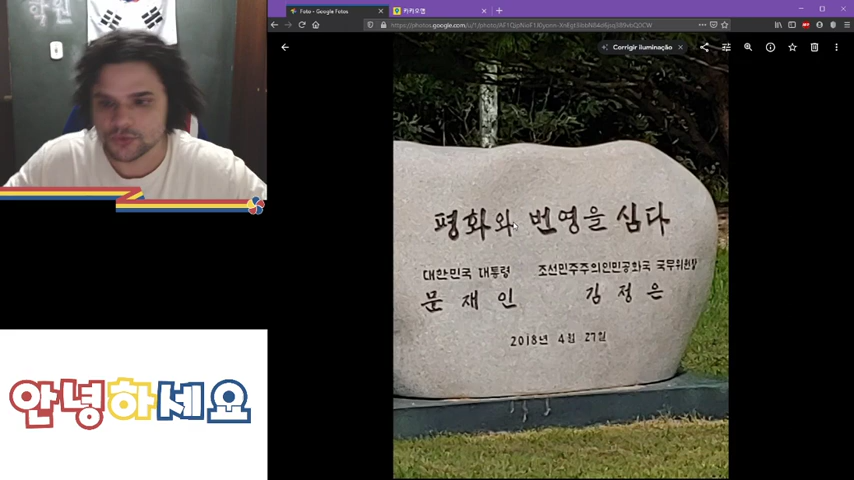 학원
Foto - Google Fotos
카카오맵
Corrigir iluminação
평화와 번영을 심다
대한민국 대통령
조선민주주의인민공화국 국무위원장
문 재 인
김 정 은
2018년 4월 27일
안녕하세요